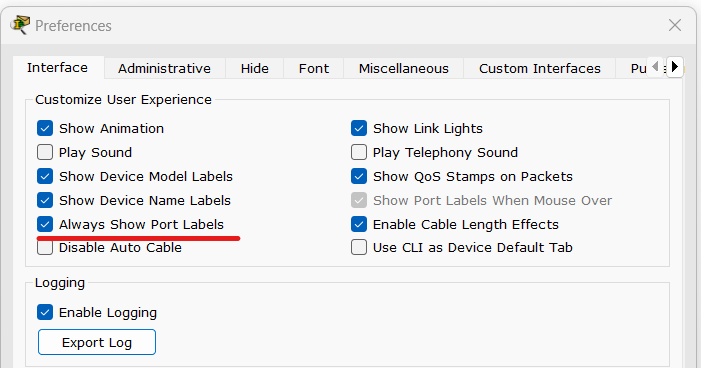 Preferences
Interface Administrative Hide Font Miscellaneous Custom Interfaces
Customize User Experience
Show Animation Show Link Lights
Play Sound Play Telephony Sound
Show Device Model Labels Show QoS Stamps on Packets
Show Device Name Labels Show Port Labels When Mouse Over
Always Show Port Labels Enable Cable Length Effects
Disable Auto Cable Use CLI as Device Default Tab
Logging
Enable Logging
Export Log